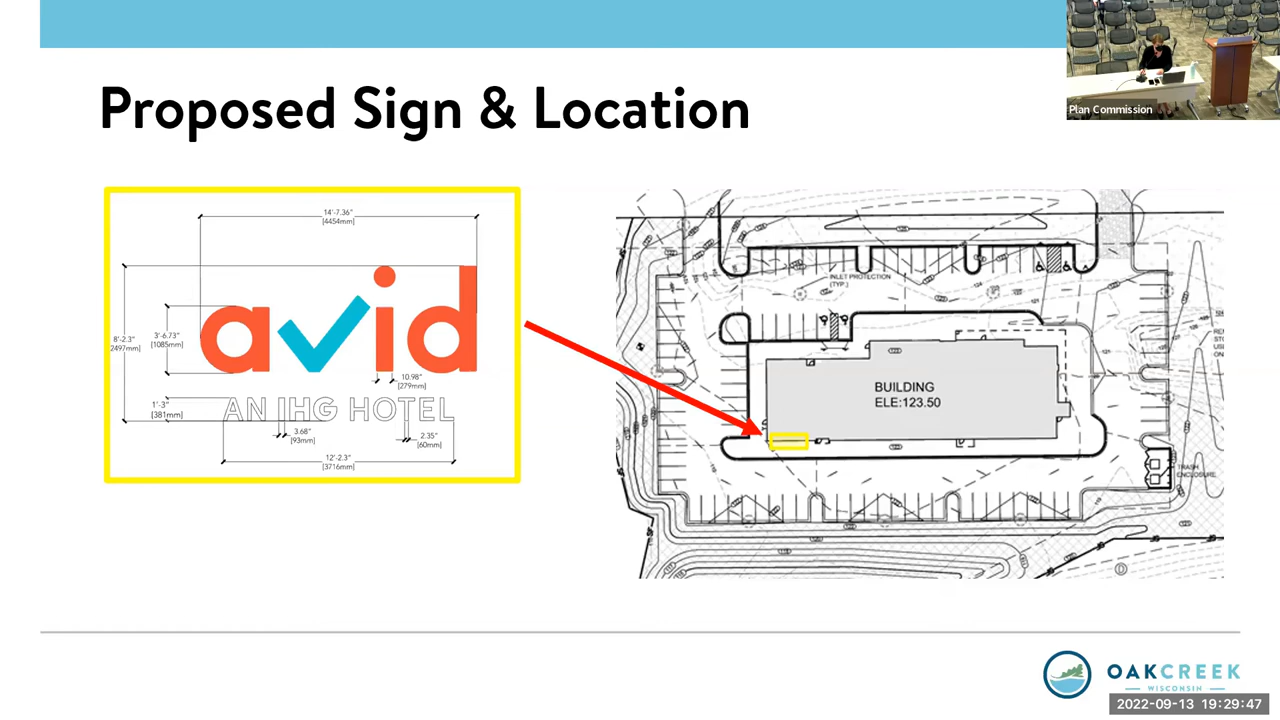 Plan Commission
Proposed Sign & Location
14'-7.36"
[4454mm]
8'-2.3"
2497mm]
3'-6.73"
[1085mm]
avid
10.98"
(279mm)
1'-3"
[381mm]
AN IHG HOTEL
3.68"
[93mm]
2.35"
[60mm]
12'-2.3"
[3716mm]
INLET PROTECTION
(TYP.)
BUILDING
ELE:123.50
TRASH
ENCLOSURE
OAKCREEK
WISCONSIN
2022-09-13 19:29:47